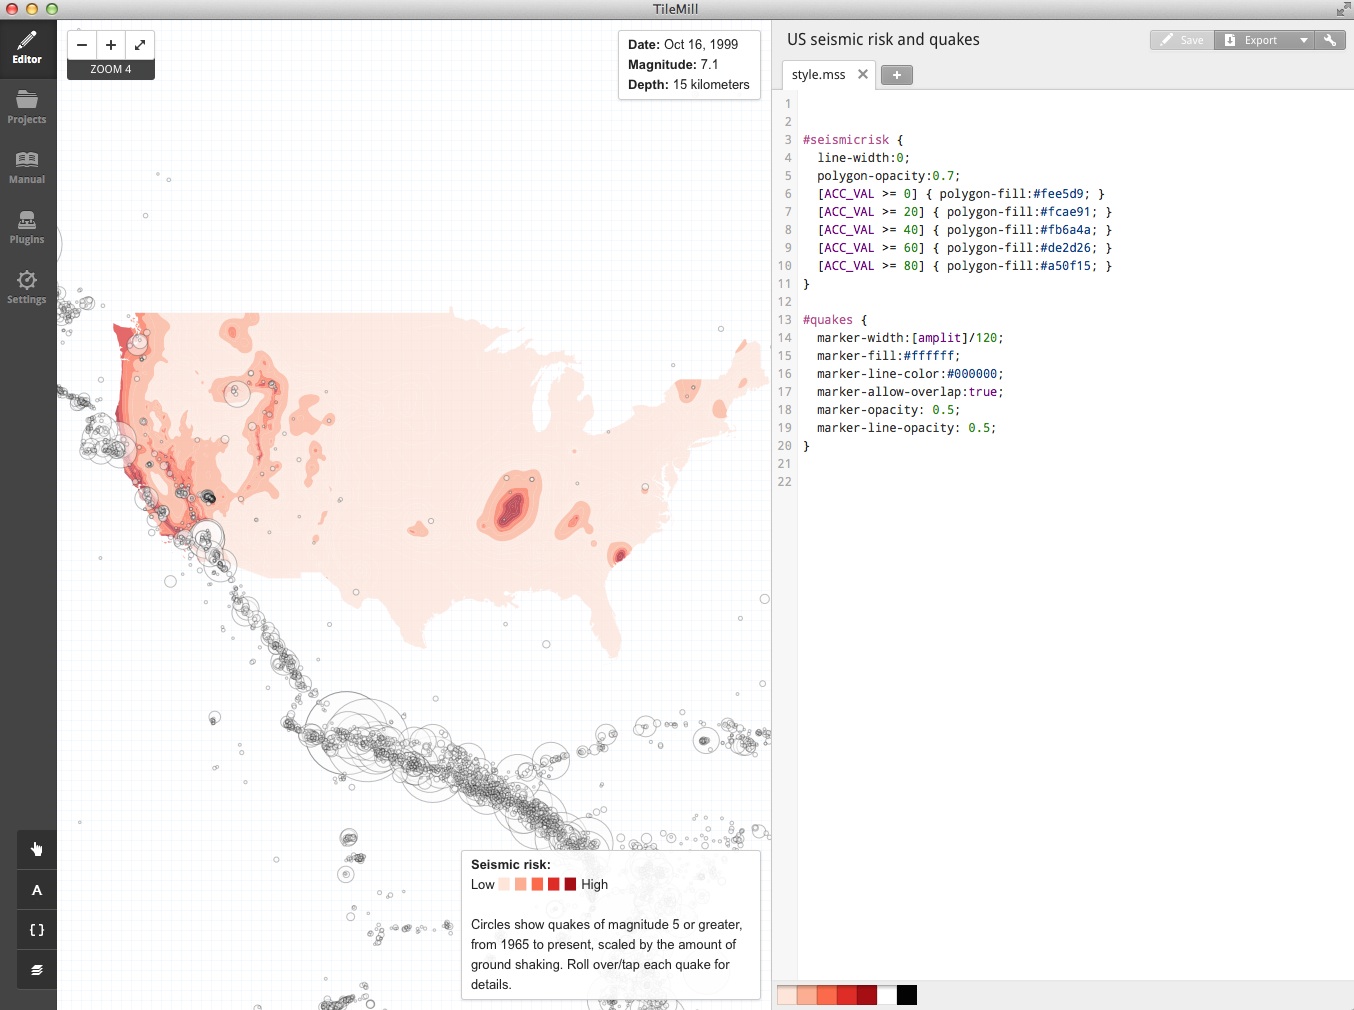 TileMill
Editor
Projects
Manual
Plugins
Settings
ZOOM 4
Date: Oct 16, 1999
Magnitude: 7.1
Depth: 15 kilometers
US seismic risk and quakes
Save
Export
style.mss
1
2
3 #seismicrisk {
4 line-width:0;
5 polygon-opacity:0.7;
6 [ACC_VAL >= 0] { polygon-fill:#fee5d9; }
7 [ACC_VAL >= 20] { polygon-fill:#fcae91; }
8 [ACC_VAL >= 40] { polygon-fill:#fb6a4a; }
9 [ACC_VAL >= 60] { polygon-fill:#de2d26; }
10 [ACC_VAL >= 80] { polygon-fill:#a50f15; }
11 }
12
13 #quakes {
14 marker-width:[amplit]/120;
15 marker-fill:#ffffff;
16 marker-line-color:#000000;
17 marker-allow-overlap:true;
18 marker-opacity: 0.5;
19 marker-line-opacity: 0.5;
20 }
21
22
A
{ }
Seismic risk:
Low High
Circles show quakes of magnitude 5 or greater,
from 1965 to present, scaled by the amount of
ground shaking. Roll over/tap each quake for
details.